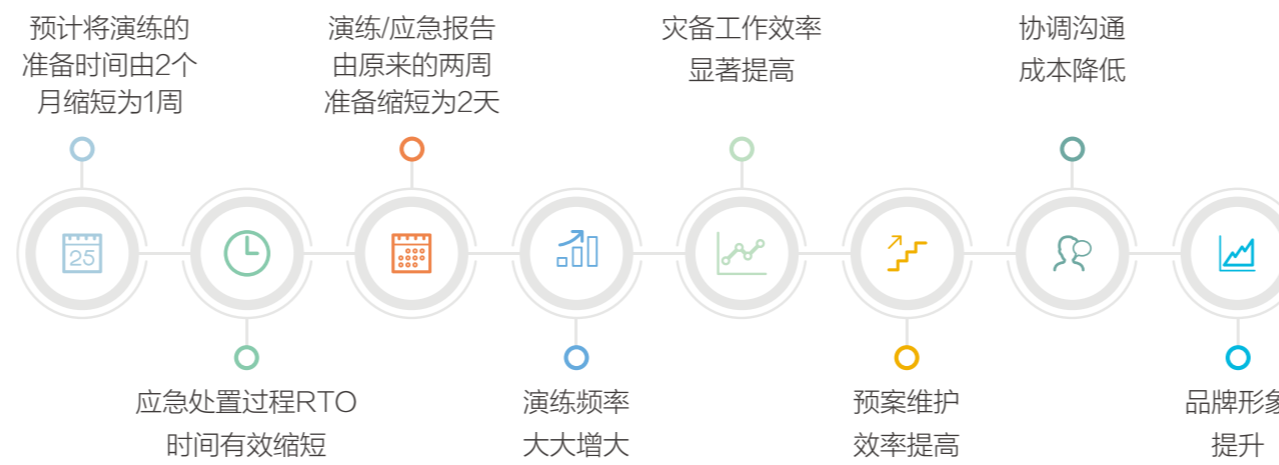 预计将演练的
准备时间由2个
月缩短为1周
演练/应急报告
由原来的两周
准备缩短为2天
灾备工作效率
显著提高
协调沟通
成本降低
25
应急处置过程RTO
时间有效缩短
演练频率
大大增大
预案维护
效率提高
品牌形象
提升